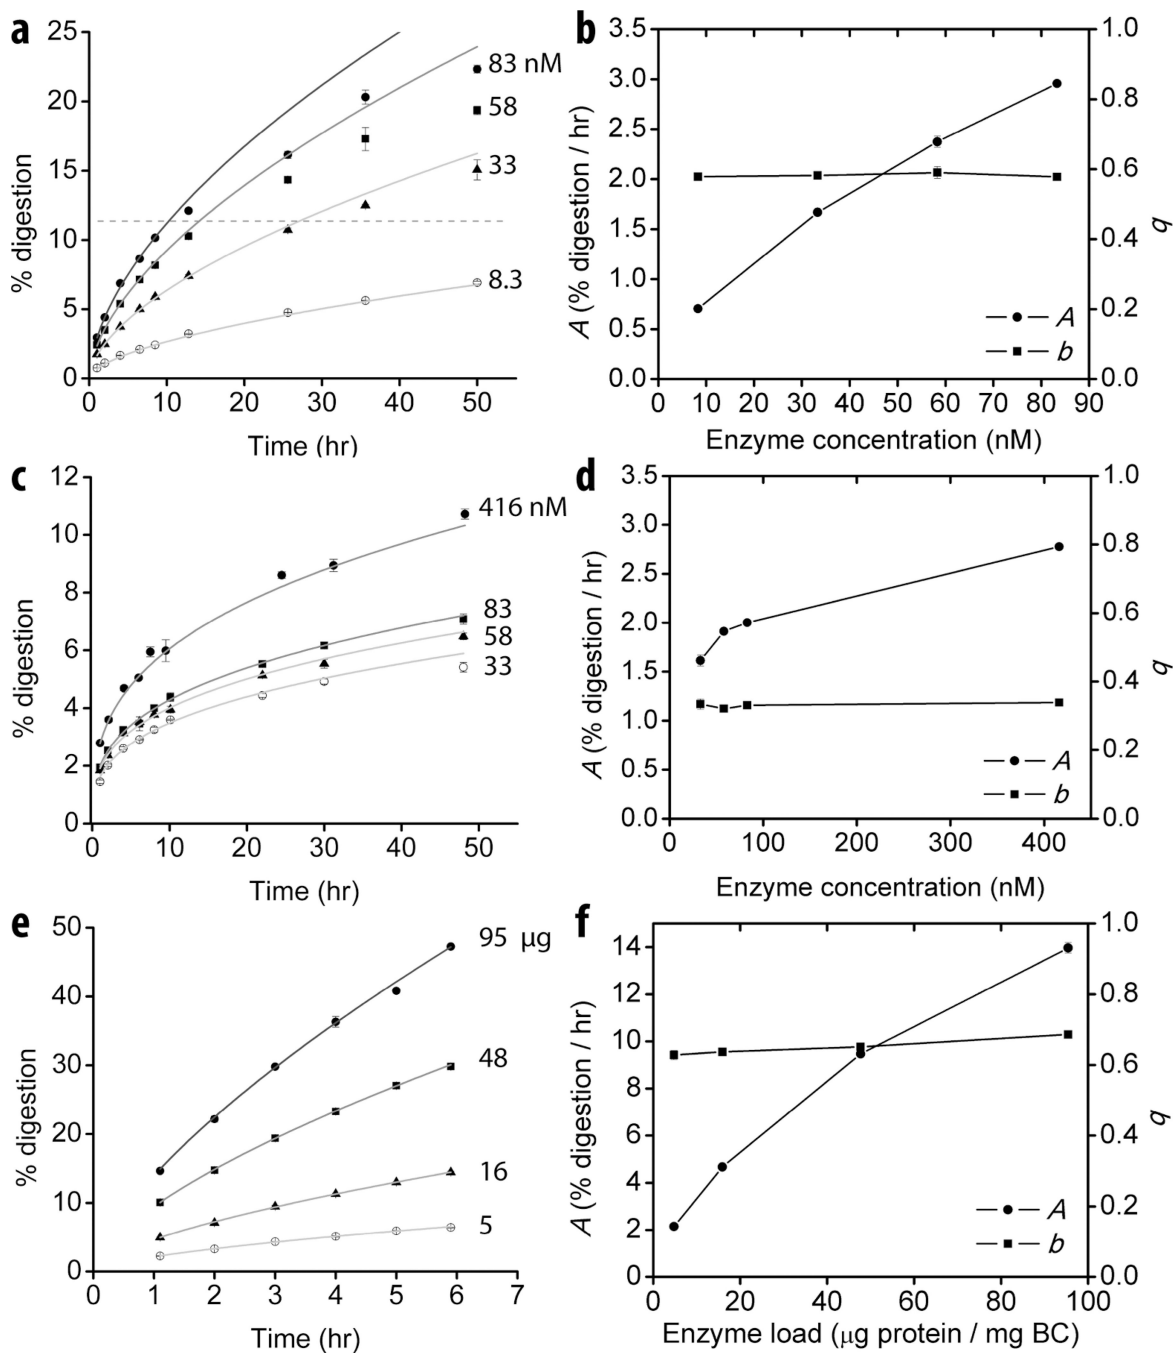 a
25
20
15
10
5
0
83 nM
58
33
8.3
0 10 20 30 40 50
Time (hr)
% digestion
b
3.5
3.0
2.5
2.0
1.5
1.0
0.5
0.0
1.0
0.8
0.6
0.4
0.2
0.0
A
b
0 10 20 30 40 50 60 70 80 90
Enzyme concentration (nM)
A (% digestion / hr)
b
c
12
10
8
6
4
2
0
416 nM
83
58
33
0 10 20 30 40 50
Time (hr)
% digestion
d
3.5
3.0
2.5
2.0
1.5
1.0
0.5
0.0
1.0
0.8
0.6
0.4
0.2
0.0
A
b
0 100 200 300 400
Enzyme concentration (nM)
A (% digestion / hr)
b
e
50
40
30
20
10
0
95 µg
48
16
5
0 1 2 3 4 5 6 7
Time (hr)
% digestion
f
14
12
10
8
6
4
2
0
1.0
0.8
0.6
0.4
0.2
0.0
A
b
0 20 40 60 80 100
Enzyme load (µg protein / mg BC)
A (% digestion / hr)
b